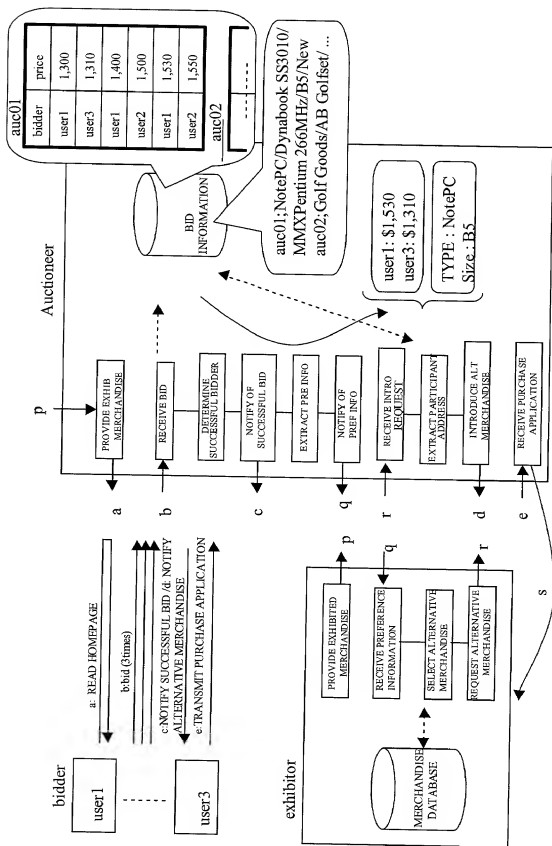 bidder
user1
user3
a: READ HOMEPAGE
b:bid (3times)
c:NOTIFY SUCCESSFUL BID /d: NOTIFY
ALTERNATIVE MERCHANDISE
e:TRANSMIT PURCHASE APPLICATION
exhibitor
MERCHANDISE
DATABASE
PROVIDE EXHIBITED
MERCHANDISE
RECEIVE PREFERENCE
INFORMATION
SELECT ALTERNATIVE
MERCHANDISE
REQUEST ALTERNATIVE
MERCHANDISE
p
q
r
s
a
b
c
q
r
d
e
p
Auctioneer
PROVIDE EXHIB
MERCHANDISE
RECEIVE BID
DETERMINE
SUCCESSFUL BIDDER
NOTIFY OF
SUCCESSFUL BID
EXTRACT PRE INFO
NOTIFY OF
PREF INFO
RECEIVE INTRO
REQUEST
EXTRACT PARTICIPANT
ADDRESS
INTRODUCE ALT
MERCHANDISE
RECEIVE PURCHASE
APPLICATION
BID
INFORMATION
auc01
bidder price
user1 1,300
user3 1,310
user1 1,400
user2 1,500
user1 1,530
user2 1,550
auc02
auc01;NotePC/Dynabook SS3010/
MMXPentium 266MHz/B5/New
auc02;Golf Goods/AB Golfset/ ...
user1: $1,530
user3: $1,310
TYPE : NotePC
Size : B5